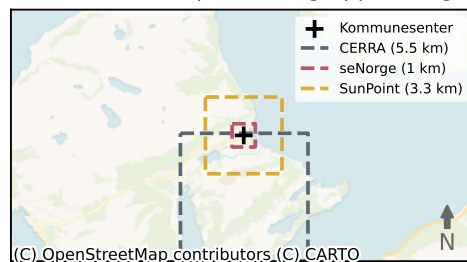 Kommunesenter
CERRA (5.5 km)
seNorge (1 km)
SunPoint (3.3 km)
N
(C) OpenStreetMap contributors (C) CARTO